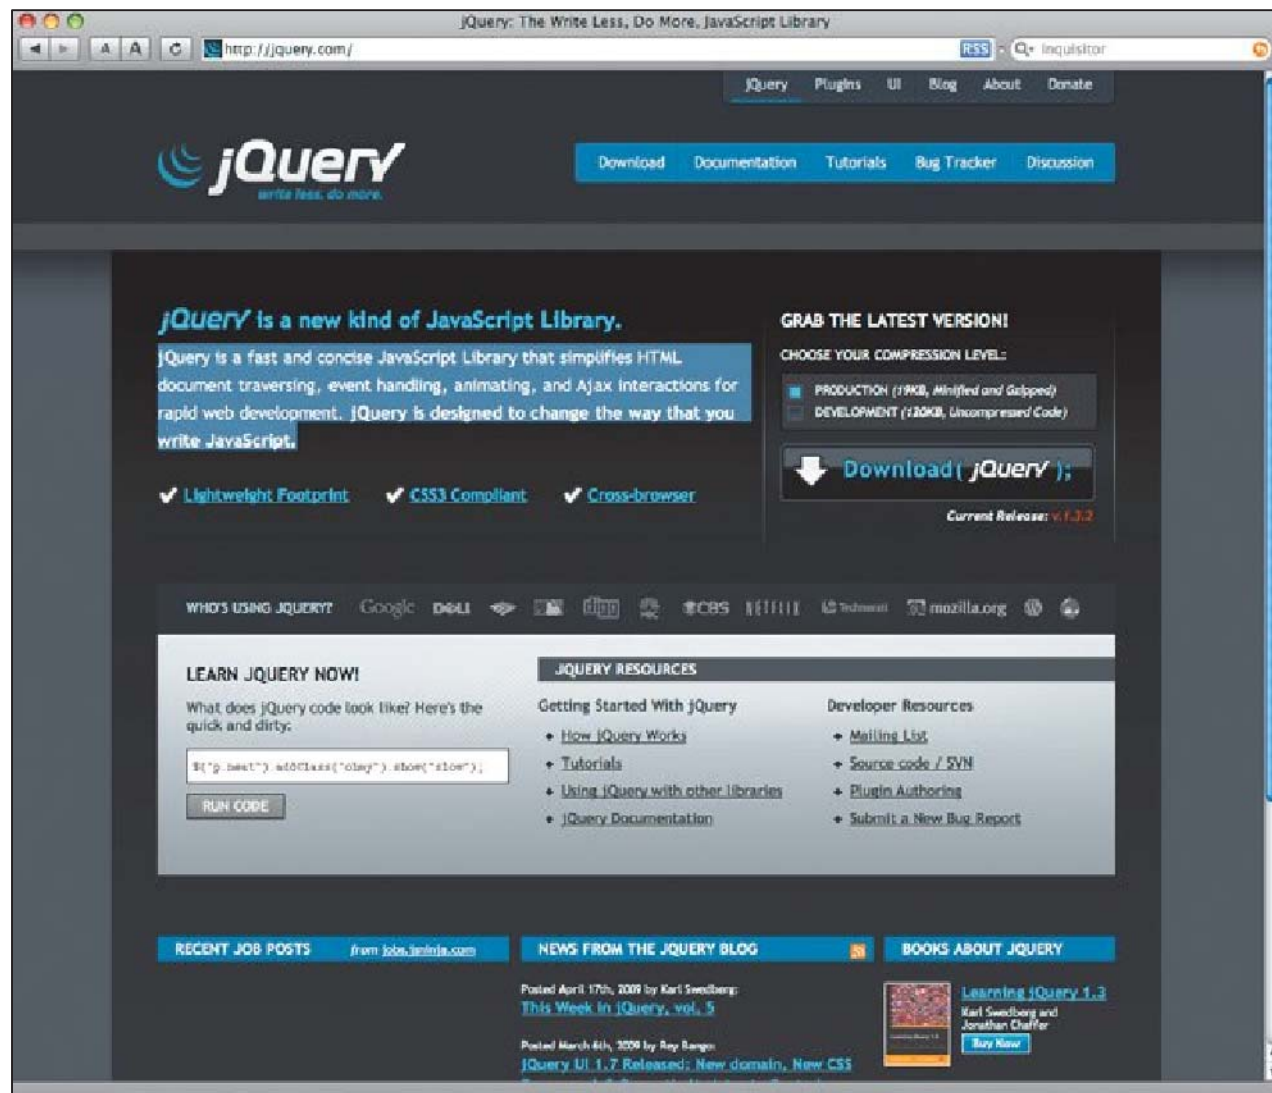 jQuery: The Write Less, Do More, JavaScript Library
A A C http://jquery.com/ RSS Inquisitor
jQuery Plugins UI Blog About Donate
jQuery
write less, do more.
Download Documentation Tutorials Bug Tracker Discussion
jQuery is a new kind of JavaScript Library.
jQuery is a fast and concise JavaScript Library that simplifies HTML
document traversing, event handling, animating, and Ajax interactions for
rapid web development. jQuery is designed to change the way that you
write JavaScript.
Lightweight Footprint CSS3 Compliant Cross-browser
GRAB THE LATEST VERSION!
CHOOSE YOUR COMPRESSION LEVEL:
PRODUCTION (19KB, Minified and Gzipped)
DEVELOPMENT (120KB, Uncompressed Code)
Download( jQuery );
Current Release: v.1.3.2
WHO'S USING JQUERY? Google DELL CBS NETFLIX Technorati mozilla.org
LEARN JQUERY NOW!
What does jQuery code look like? Here's the
quick and dirty:
$("p.neat").addClass("ohmy").show("slow");
RUN CODE
JQUERY RESOURCES
Getting Started With jQuery
How jQuery Works
Tutorials
Using jQuery with other libraries
jQuery Documentation
Developer Resources
Mailing List
Source code / SVN
Plugin Authoring
Submit a New Bug Report
RECENT JOB POSTS from jobs.jsninja.com
NEWS FROM THE JQUERY BLOG
Posted April 17th, 2009 by Karl Swedberg:
This Week in jQuery, vol. 5
Posted March 6th, 2009 by Rey Bango:
jQuery UI 1.7 Released: New domain, New CSS
BOOKS ABOUT JQUERY
Learning jQuery 1.3
Karl Swedberg and
Jonathan Chaffer
Buy Now